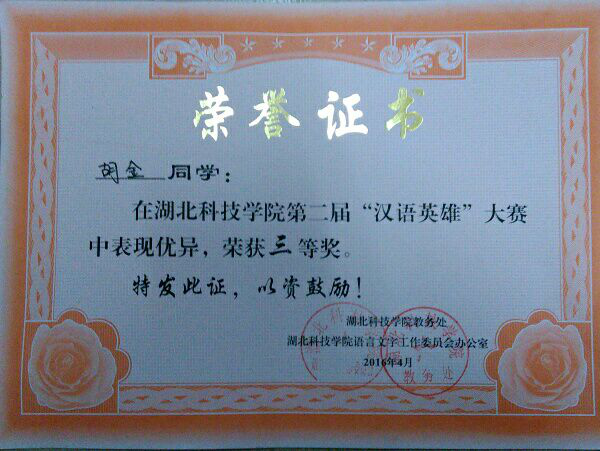 荣誉证书
胡金 同学：
在湖北科技学院第二届“汉语英雄”大赛
中表现优异，荣获三等奖。
特发此证，以资鼓励！
湖北科技学院教务处
湖北科技学院语言文字工作委员会办公室
2016年4月
教务处